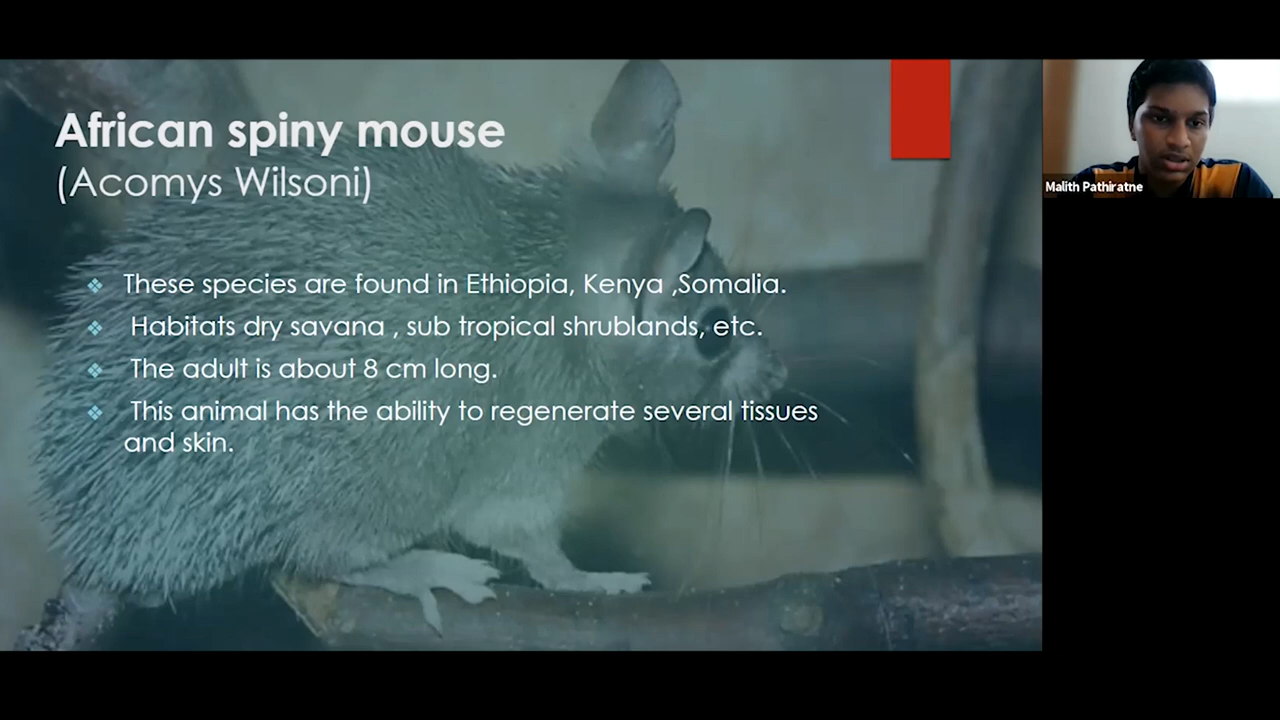 African spiny mouse
(Acomys Wilsoni)
These species are found in Ethiopia, Kenya ,Somalia.
Habitats dry savana , sub tropical shrublands, etc.
The adult is about 8 cm long.
This animal has the ability to regenerate several tissues
and skin.
Malith Pathiratne